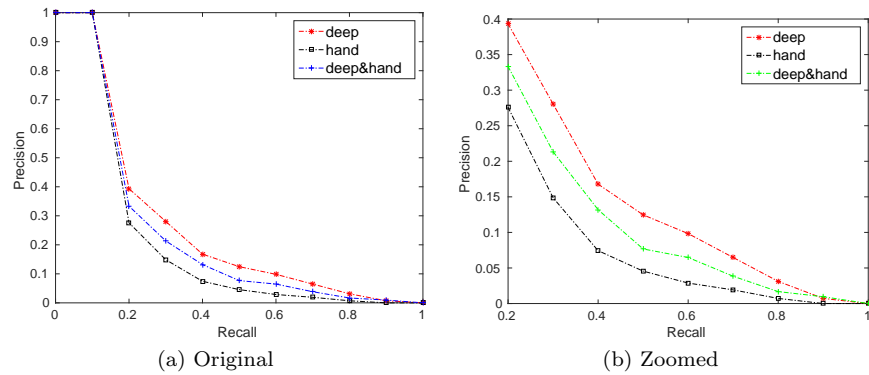 1
0.9
0.8
0.7
0.6
0.5
0.4
0.3
0.2
0.1
0
Precision
0 0.2 0.4 0.6 0.8 1
Recall
deep
hand
deep&hand
(a) Original
0.4
0.35
0.3
0.25
0.2
0.15
0.1
0.05
0
Precision
0.2 0.4 0.6 0.8 1
Recall
deep
hand
deep&hand
(b) Zoomed